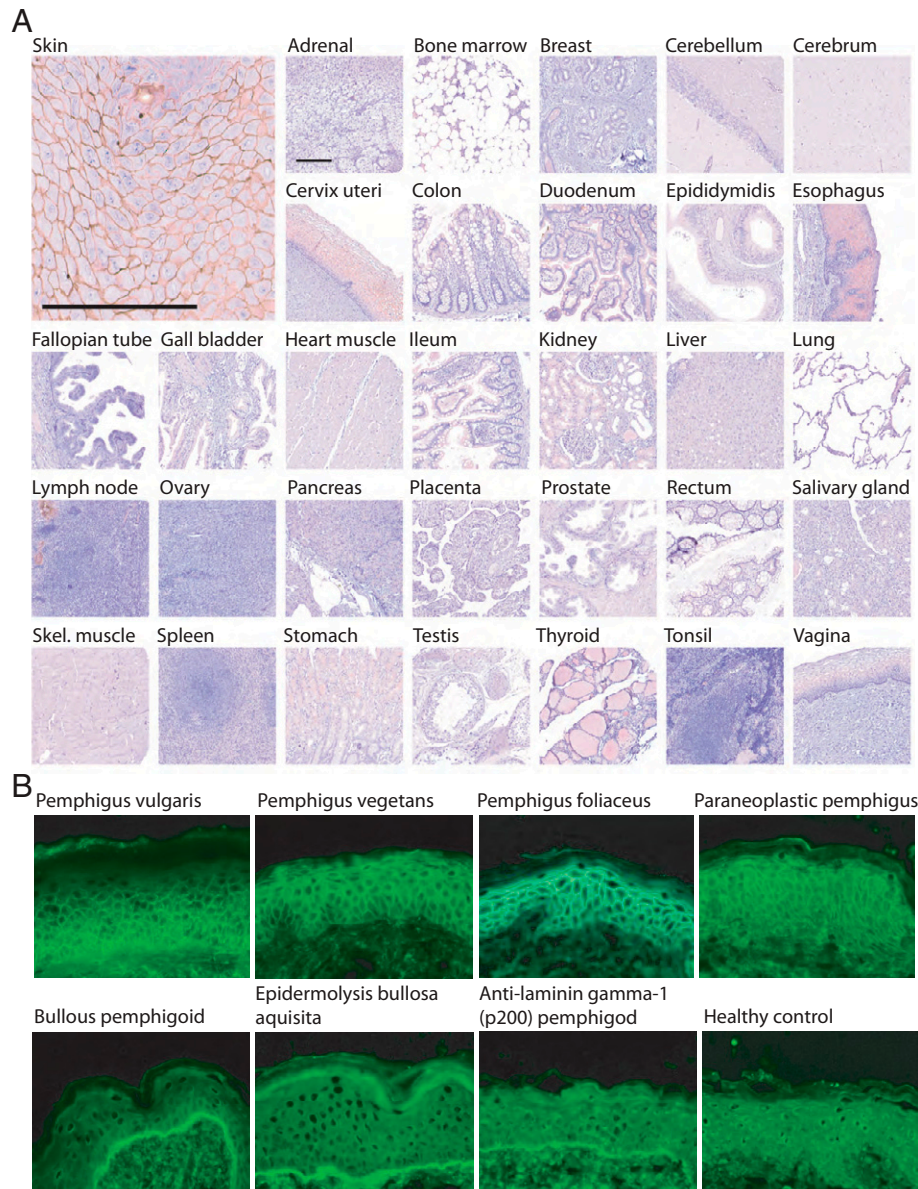 A
Skin
Adrenal
Bone marrow
Breast
Cerebellum
Cerebrum
Cervix uteri
Colon
Duodenum
Epididymidis
Esophagus
Fallopian tube
Gall bladder
Heart muscle
Ileum
Kidney
Liver
Lung
Lymph node
Ovary
Pancreas
Placenta
Prostate
Rectum
Salivary gland
Skel. muscle
Spleen
Stomach
Testis
Thyroid
Tonsil
Vagina
B
Pemphigus vulgaris
Pemphigus vegetans
Pemphigus foliaceus
Paraneoplastic pemphigus
Bullous pemphigoid
Epidermolysis bullosa
aquisita
Anti-laminin gamma-1
(p200) pemphigod
Healthy control